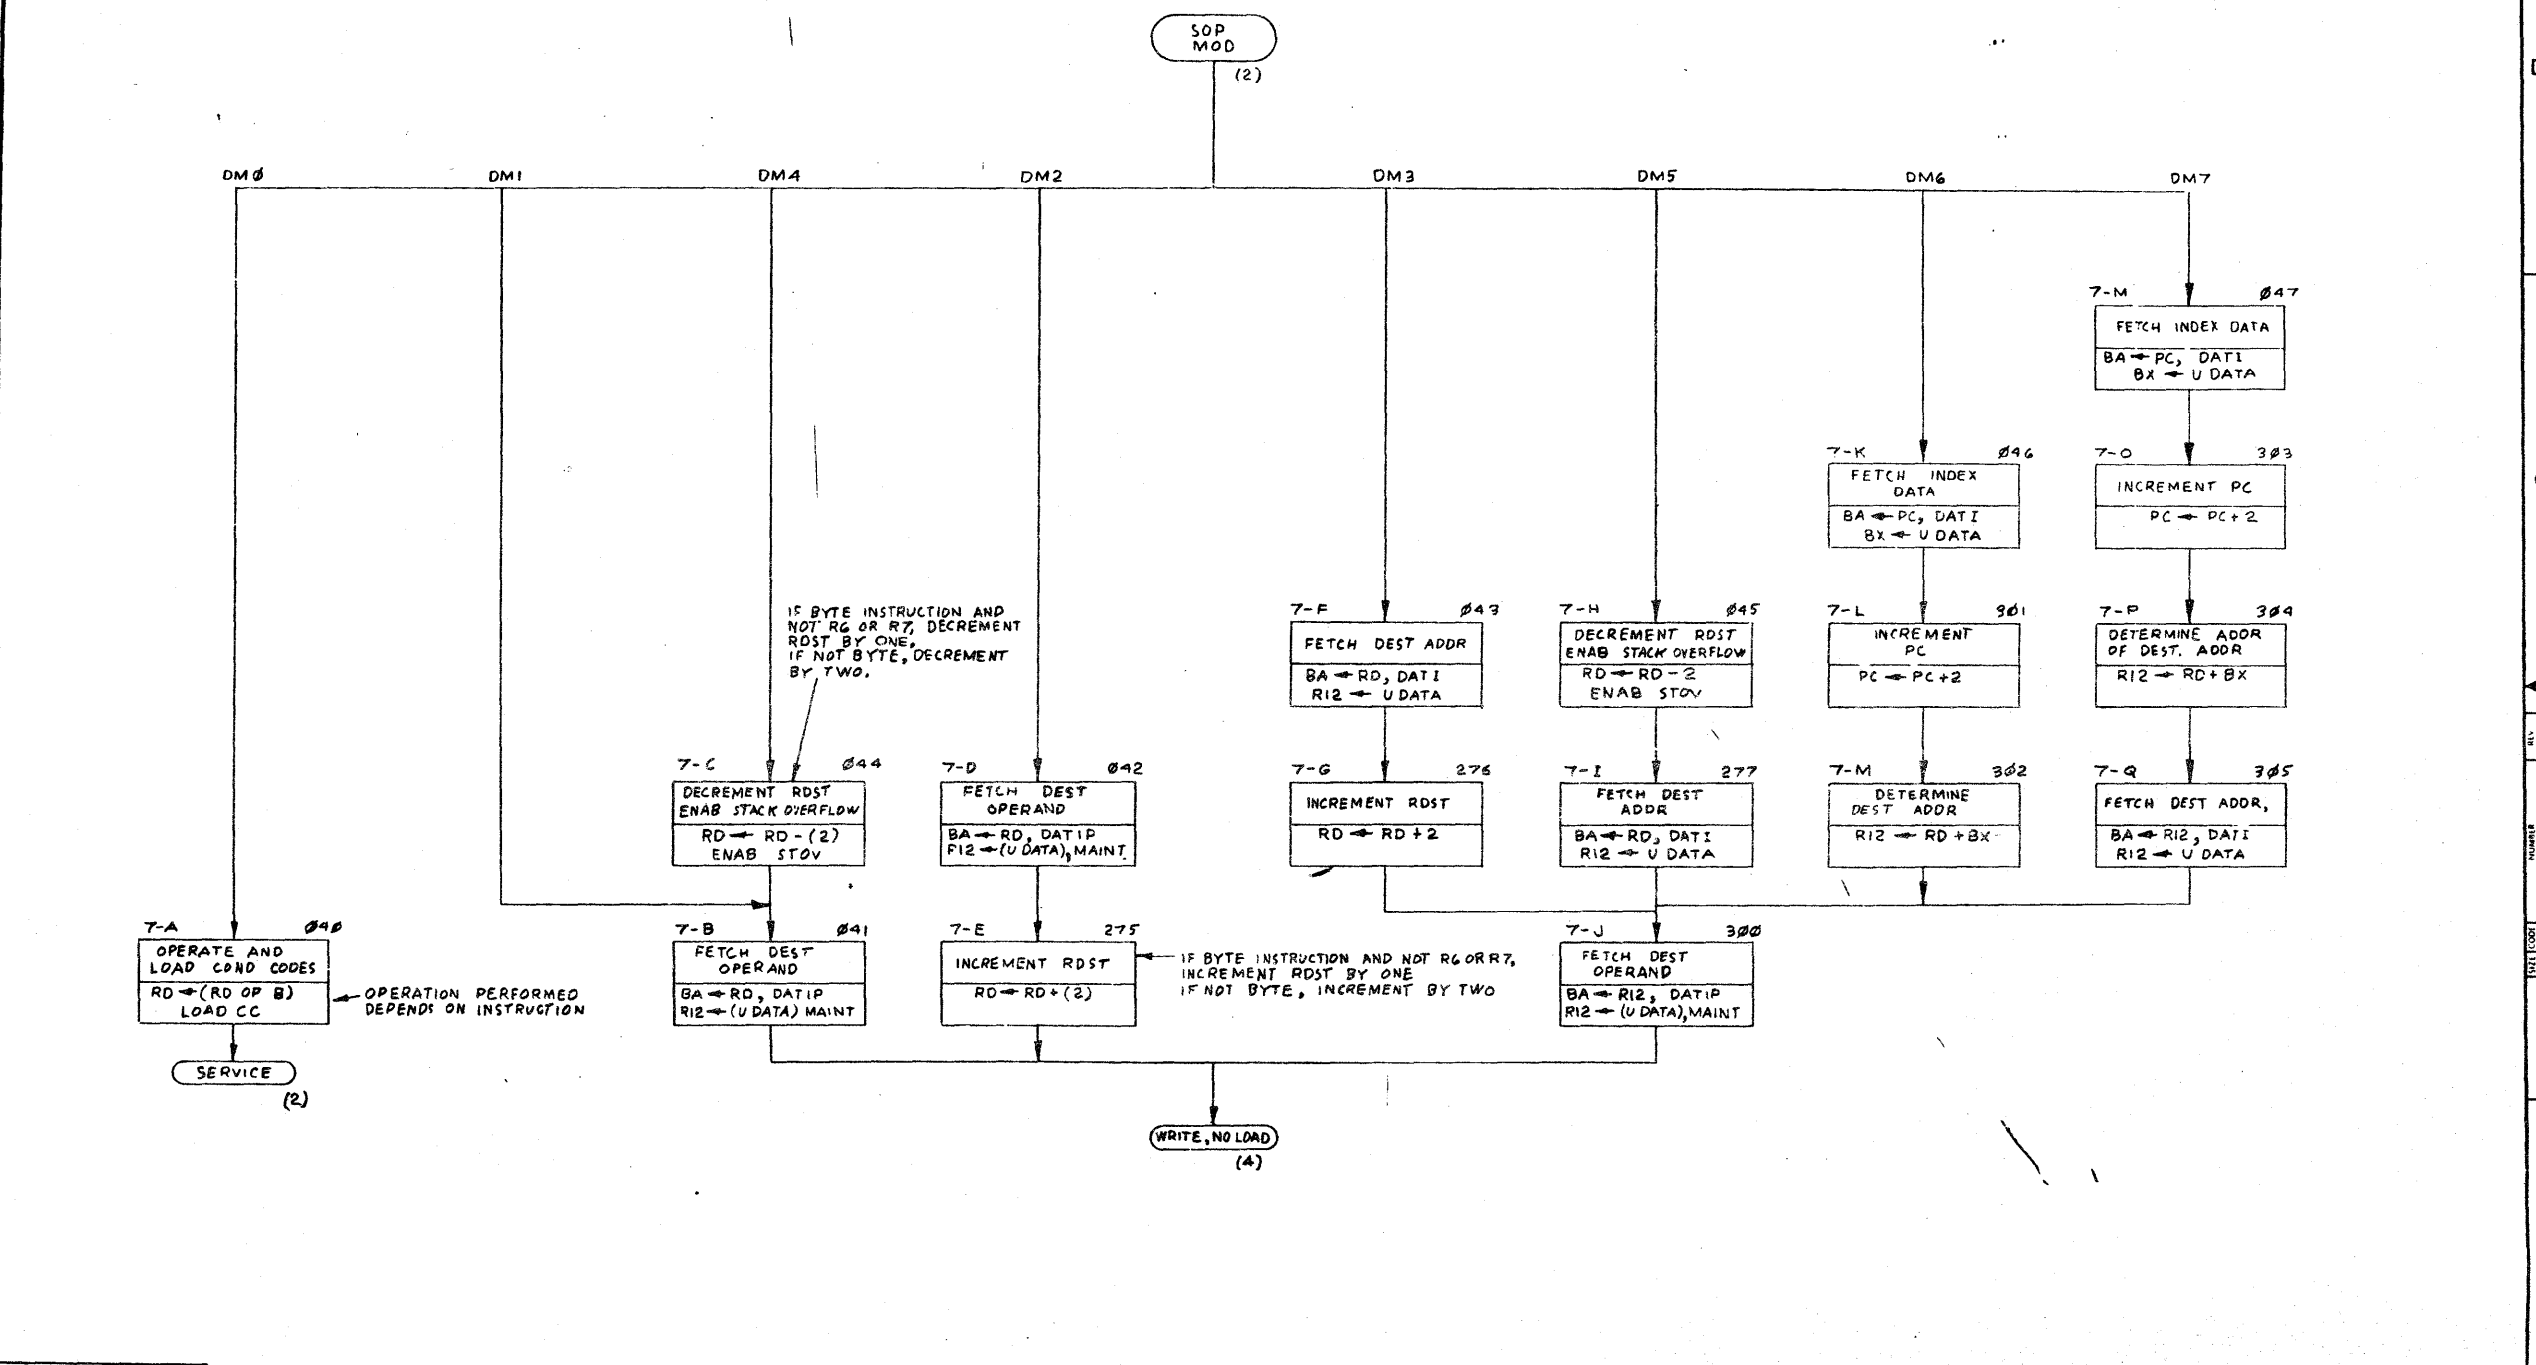 SOP
MOD
(2)
DMØ
DM1
DM4
DM2
DM3
DM5
DM6
DM7
7-M Ø47
FETCH INDEX DATA
BA ← PC, DATI
BX ← U DATA
7-K Ø46
FETCH INDEX
DATA
BA ← PC, DATI
BX ← U DATA
7-O 3Ø3
INCREMENT PC
PC ← PC+2
IF BYTE INSTRUCTION AND
NOT R6 OR R7, DECREMENT
RDST BY ONE,
IF NOT BYTE, DECREMENT
BY TWO.
7-F Ø43
FETCH DEST ADDR
BA ← RD, DATI
R12 ← U DATA
7-H Ø45
DECREMENT RDST
ENAB STACK OVERFLOW
RD ← RD-2
ENAB STOV
7-L 3Ø1
INCREMENT
PC
PC ← PC+2
7-P 3Ø4
DETERMINE ADDR
OF DEST. ADDR
R12 ← RD+BX
7-C Ø44
DECREMENT RDST
ENAB STACK OVERFLOW
RD ← RD-(2)
ENAB STOV
7-D Ø42
FETCH DEST
OPERAND
BA ← RD, DATIP
R12 ← (U DATA), MAINT
7-G 276
INCREMENT RDST
RD ← RD+2
7-I 277
FETCH DEST
ADDR
BA ← RD, DATI
R12 ← U DATA
7-M 3Ø2
DETERMINE
DEST ADDR
R12 ← RD+BX
7-Q 3Ø5
FETCH DEST ADDR,
BA ← R12, DATI
R12 ← U DATA
7-A Ø4Ø
OPERATE AND
LOAD COND CODES
RD ← (RD OP B)
LOAD CC
OPERATION PERFORMED
DEPENDS ON INSTRUCTION
7-B Ø41
FETCH DEST
OPERAND
BA ← RD, DATIP
R12 ← (U DATA) MAINT
7-E 275
INCREMENT RDST
RD ← RD+(2)
IF BYTE INSTRUCTION AND NOT R6 OR R7,
INCREMENT RDST BY ONE
IF NOT BYTE, INCREMENT BY TWO
7-J 3ØØ
FETCH DEST
OPERAND
BA ← R12, DATIP
R12 ← (U DATA), MAINT
SERVICE
(2)
WRITE, NO LOAD
(4)
REV
NUMBER
SIZE CODE